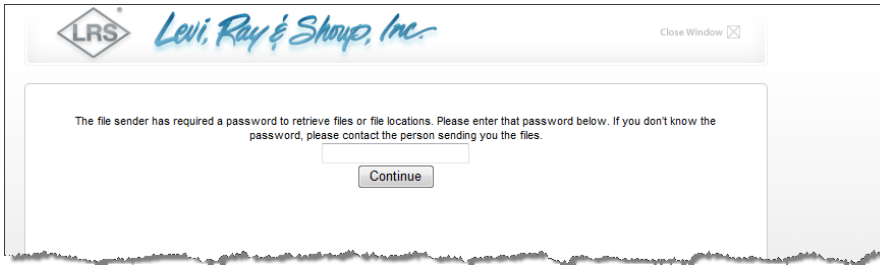 LRS®
Levi, Ray & Shoup, Inc.
Close Window
The file sender has required a password to retrieve files or file locations. Please enter that password below. If you don't know the
password, please contact the person sending you the files.
Continue